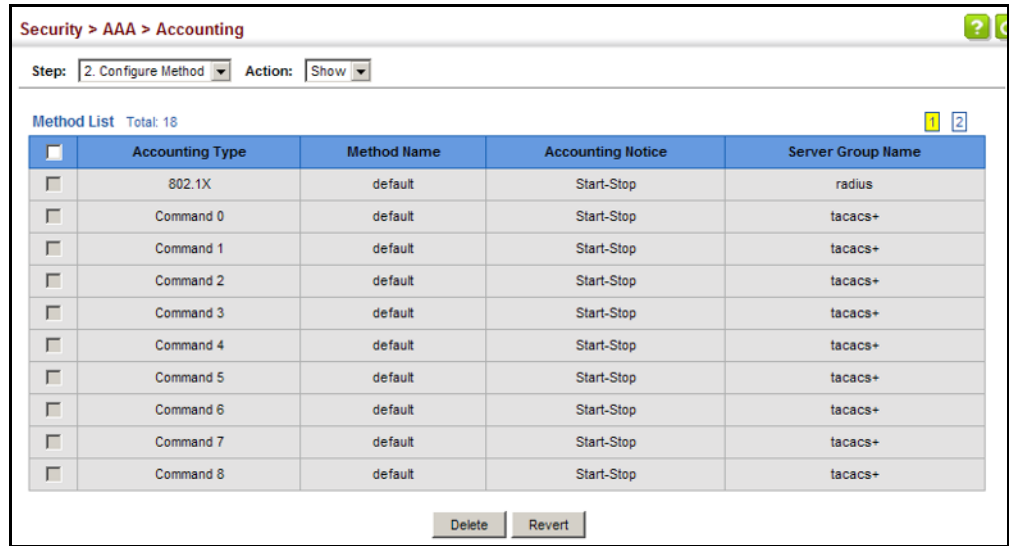 Security > AAA > Accounting
?
Step: 2. Configure Method Action: Show
Method List Total: 18 1 2
Accounting Type Method Name Accounting Notice Server Group Name
802.1X default Start-Stop radius
Command 0 default Start-Stop tacacs+
Command 1 default Start-Stop tacacs+
Command 2 default Start-Stop tacacs+
Command 3 default Start-Stop tacacs+
Command 4 default Start-Stop tacacs+
Command 5 default Start-Stop tacacs+
Command 6 default Start-Stop tacacs+
Command 7 default Start-Stop tacacs+
Command 8 default Start-Stop tacacs+
Delete Revert